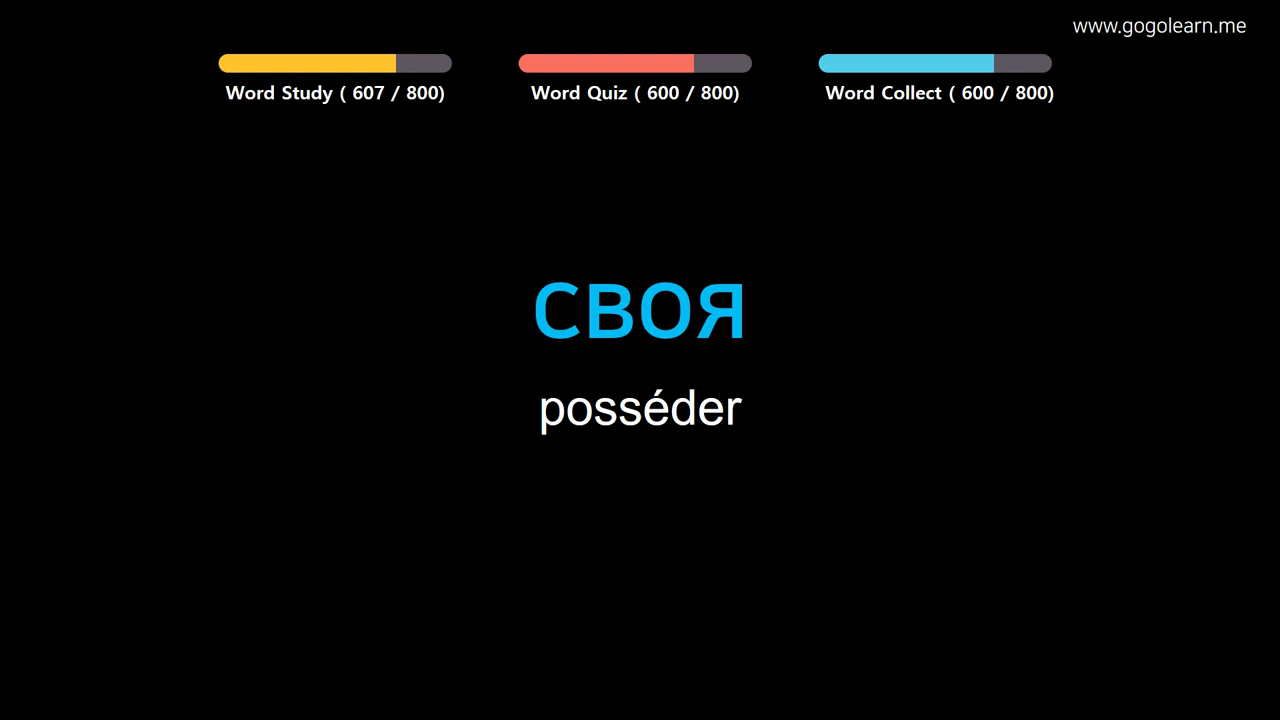 www.gogolearn.me
Word Study ( 607 / 800)
Word Quiz ( 600 / 800)
Word Collect ( 600 / 800)
своя
posséder